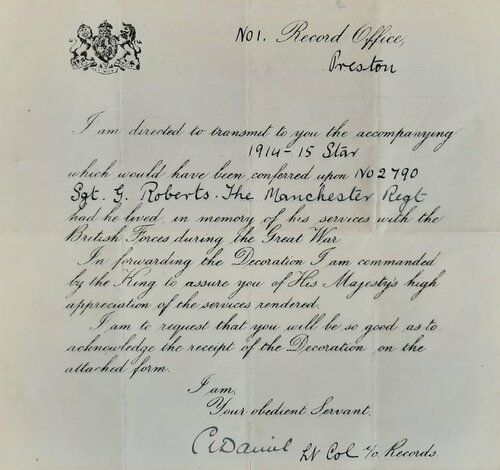 No 1. Record Office,
Preston
I am directed to transmit to you the accompanying
1914-15 Star
which would have been conferred upon No 2790
Sgt. G. Roberts. The Manchester Regt
had he lived, in memory of his services with the
British Forces during the Great War.
In forwarding the Decoration I am commanded
by the King to assure you of His Majesty's high
appreciation of the services rendered.
I am to request that you will be so good as to
acknowledge the receipt of the Decoration on the
attached form.
I am,
Your obedient Servant,
Lt Col i/c Records.